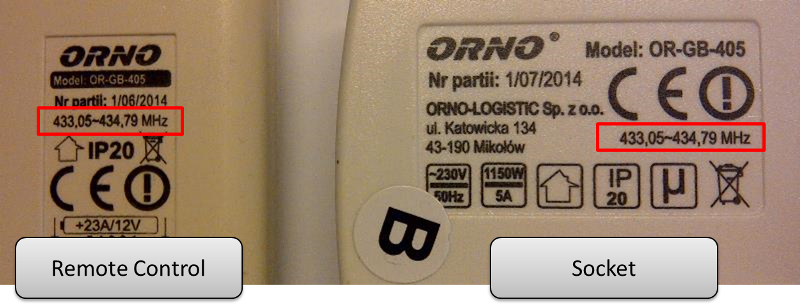 ORNO
Model: OR-GB-405
Nr partii: 1/06/2014
433,05~434,79 MHz
IP20
CE
+23A/12V
Remote Control
ORNO® Model: OR-GB-405
Nr partii: 1/07/2014
ORNO-LOGISTIC Sp. z o.o.
ul. Katowicka 134
43-190 Mikołów
CE
433,05~434,79 MHz
~230V
50Hz
1150W
5A
IP
20
µ
B
Socket